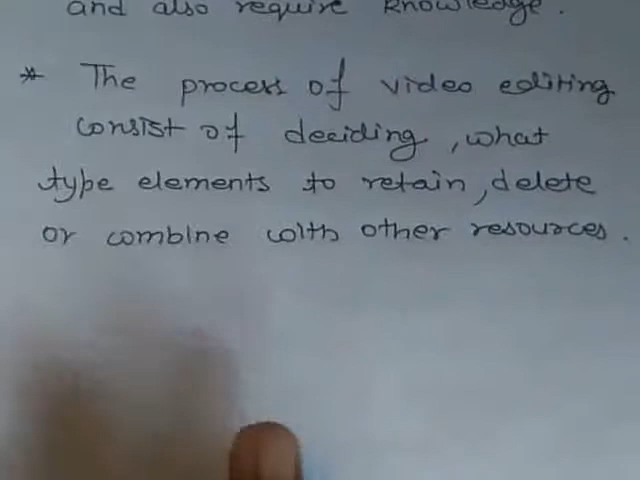 and also require knowledge.
* The process of video editing
consist of deciding, what
type elements to retain, delete
or combine with other resources.